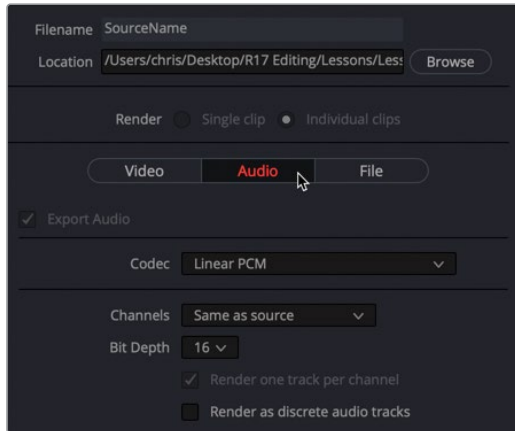 Filename SourceName
Location /Users/chris/Desktop/R17 Editing/Lessons/Less Browse
Render Single clip Individual clips
Video Audio File
Export Audio
Codec Linear PCM
Channels Same as source
Bit Depth 16
Render one track per channel
Render as discrete audio tracks